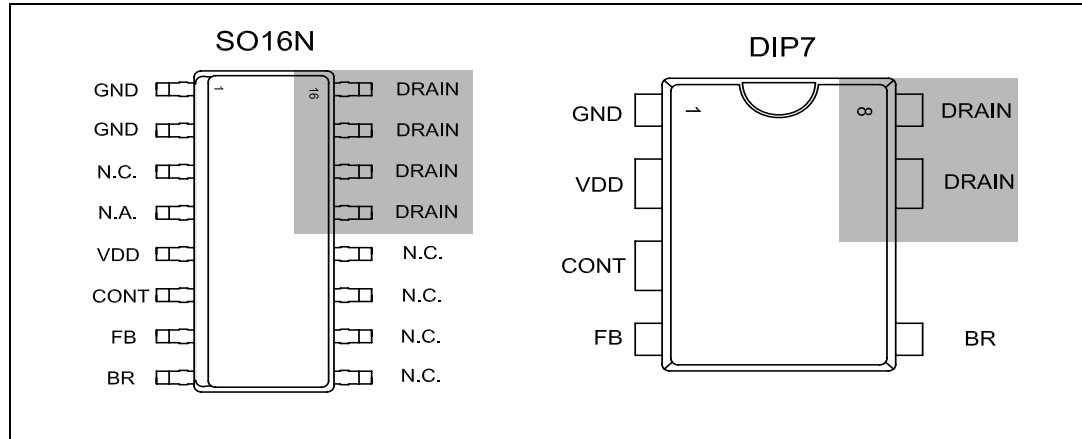 SO16N
GND 1 16 DRAIN
GND DRAIN
N.C. DRAIN
N.A. DRAIN
VDD N.C.
CONT N.C.
FB N.C.
BR N.C.
DIP7
GND 1 8 DRAIN
VDD DRAIN
CONT
FB BR